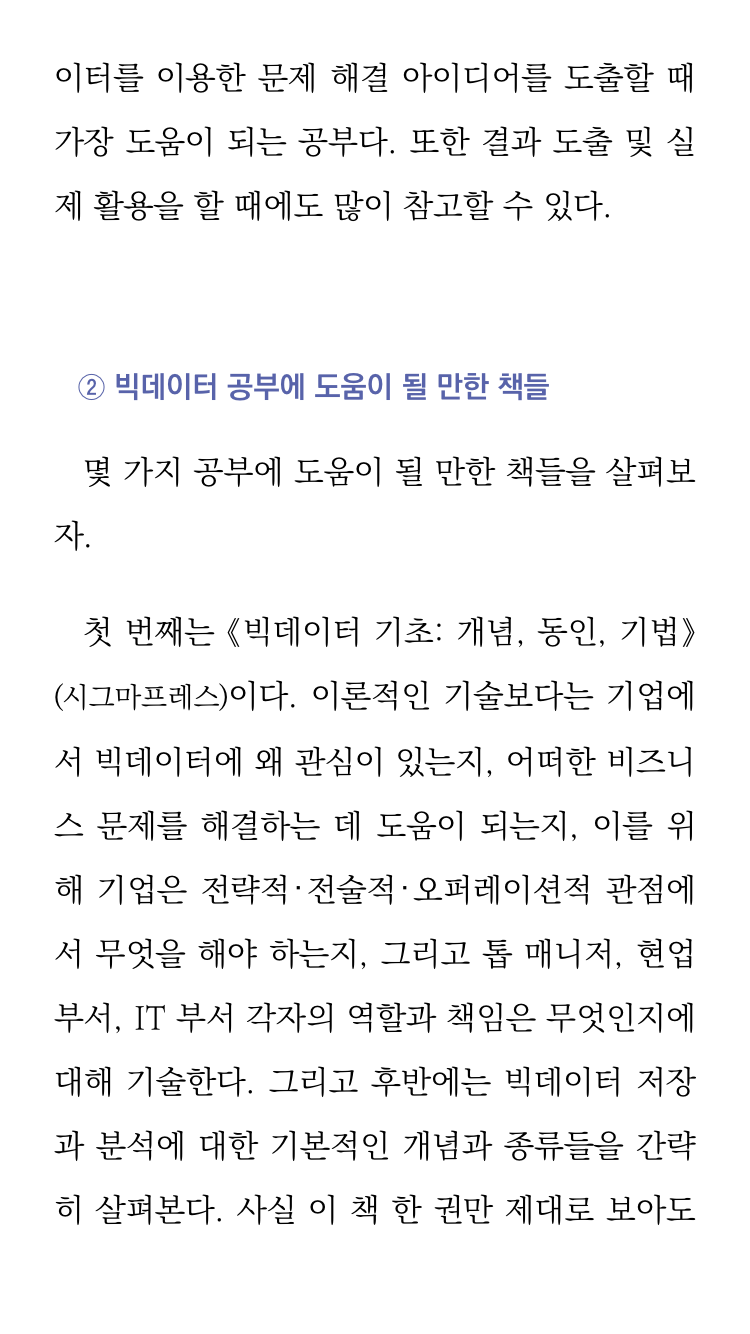 이터를 이용한 문제 해결 아이디어를 도출할 때
가장 도움이 되는 공부다. 또한 결과 도출 및 실
제 활용을 할 때에도 많이 참고할 수 있다.
② 빅데이터 공부에 도움이 될 만한 책들
몇 가지 공부에 도움이 될 만한 책들을 살펴보
자.
첫 번째는 《빅데이터 기초: 개념, 동인, 기법》
(시그마프레스)이다. 이론적인 기술보다는 기업에
서 빅데이터에 왜 관심이 있는지, 어떠한 비즈니
스 문제를 해결하는 데 도움이 되는지, 이를 위
해 기업은 전략적·전술적·오퍼레이션적 관점에
서 무엇을 해야 하는지, 그리고 톱 매니저, 현업
부서, IT 부서 각자의 역할과 책임은 무엇인지에
대해 기술한다. 그리고 후반에는 빅데이터 저장
과 분석에 대한 기본적인 개념과 종류들을 간략
히 살펴본다. 사실 이 책 한 권만 제대로 보아도